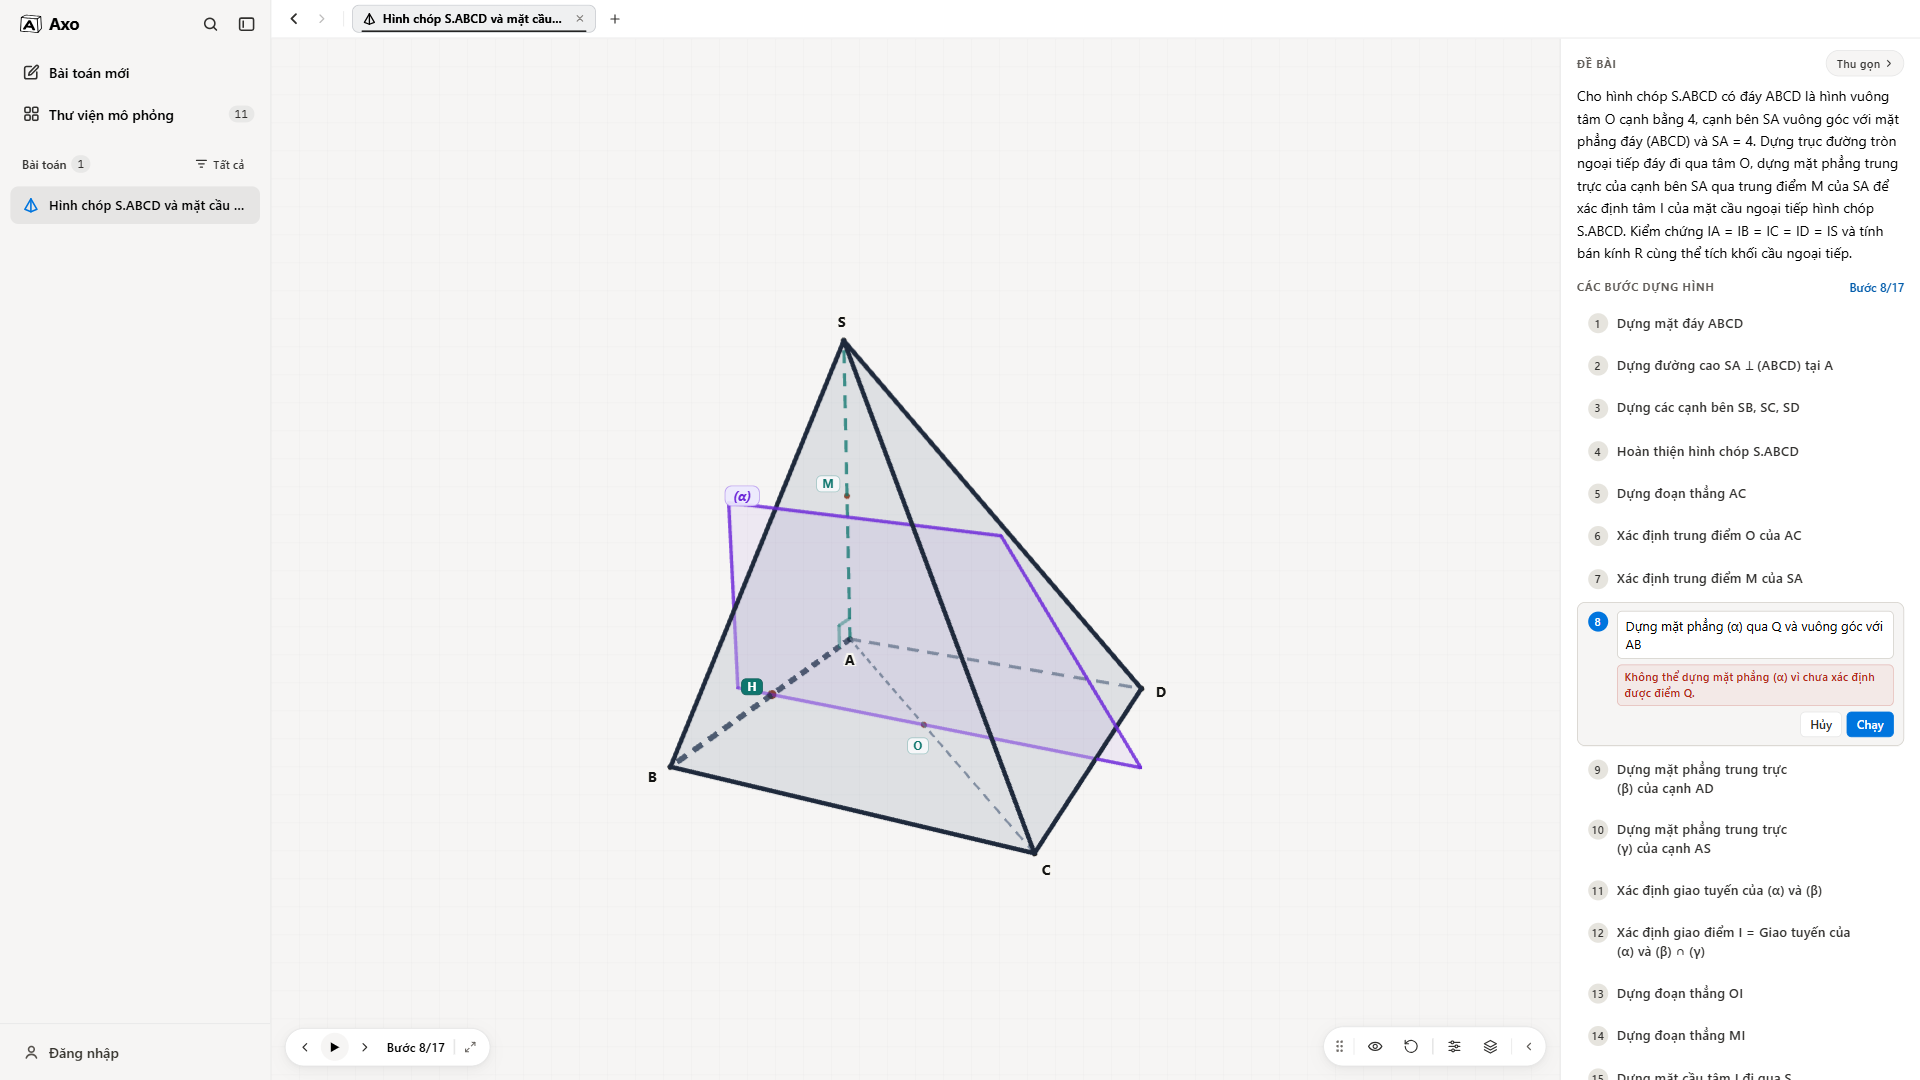 Axo
Bài toán mới
Thư viện mô phỏng 11
Bài toán 1 Tất cả
Hình chóp S.ABCD và mặt cầu ...
Đăng nhập
Hình chóp S.ABCD và mặt cầu...
S
M
(α)
A
H
D
O
B
C
Bước 8/17
ĐỀ BÀI
Thu gọn
Cho hình chóp S.ABCD có đáy ABCD là hình vuông
tâm O cạnh bằng 4, cạnh bên SA vuông góc với mặt
phẳng đáy (ABCD) và SA = 4. Dựng trục đường tròn
ngoại tiếp đáy đi qua tâm O, dựng mặt phẳng trung
trực của cạnh bên SA qua trung điểm M của SA để
xác định tâm I của mặt cầu ngoại tiếp hình chóp
S.ABCD. Kiểm chứng IA = IB = IC = ID = IS và tính
bán kính R cùng thể tích khối cầu ngoại tiếp.
CÁC BƯỚC DỰNG HÌNH
Bước 8/17
1 Dựng mặt đáy ABCD
2 Dựng đường cao SA ⊥ (ABCD) tại A
3 Dựng các cạnh bên SB, SC, SD
4 Hoàn thiện hình chóp S.ABCD
5 Dựng đoạn thẳng AC
6 Xác định trung điểm O của AC
7 Xác định trung điểm M của SA
8 Dựng mặt phẳng (α) qua Q và vuông góc với
AB
Không thể dựng mặt phẳng (α) vì chưa xác định
được điểm Q.
Hủy Chạy
9 Dựng mặt phẳng trung trực
(β) của cạnh AD
10 Dựng mặt phẳng trung trực
(γ) của cạnh AS
11 Xác định giao tuyến của (α) và (β)
12 Xác định giao điểm I = Giao tuyến của
(α) và (β) ∩ (γ)
13 Dựng đoạn thẳng OI
14 Dựng đoạn thẳng MI
15 Dựng mặt cầu tâm I đi qua S